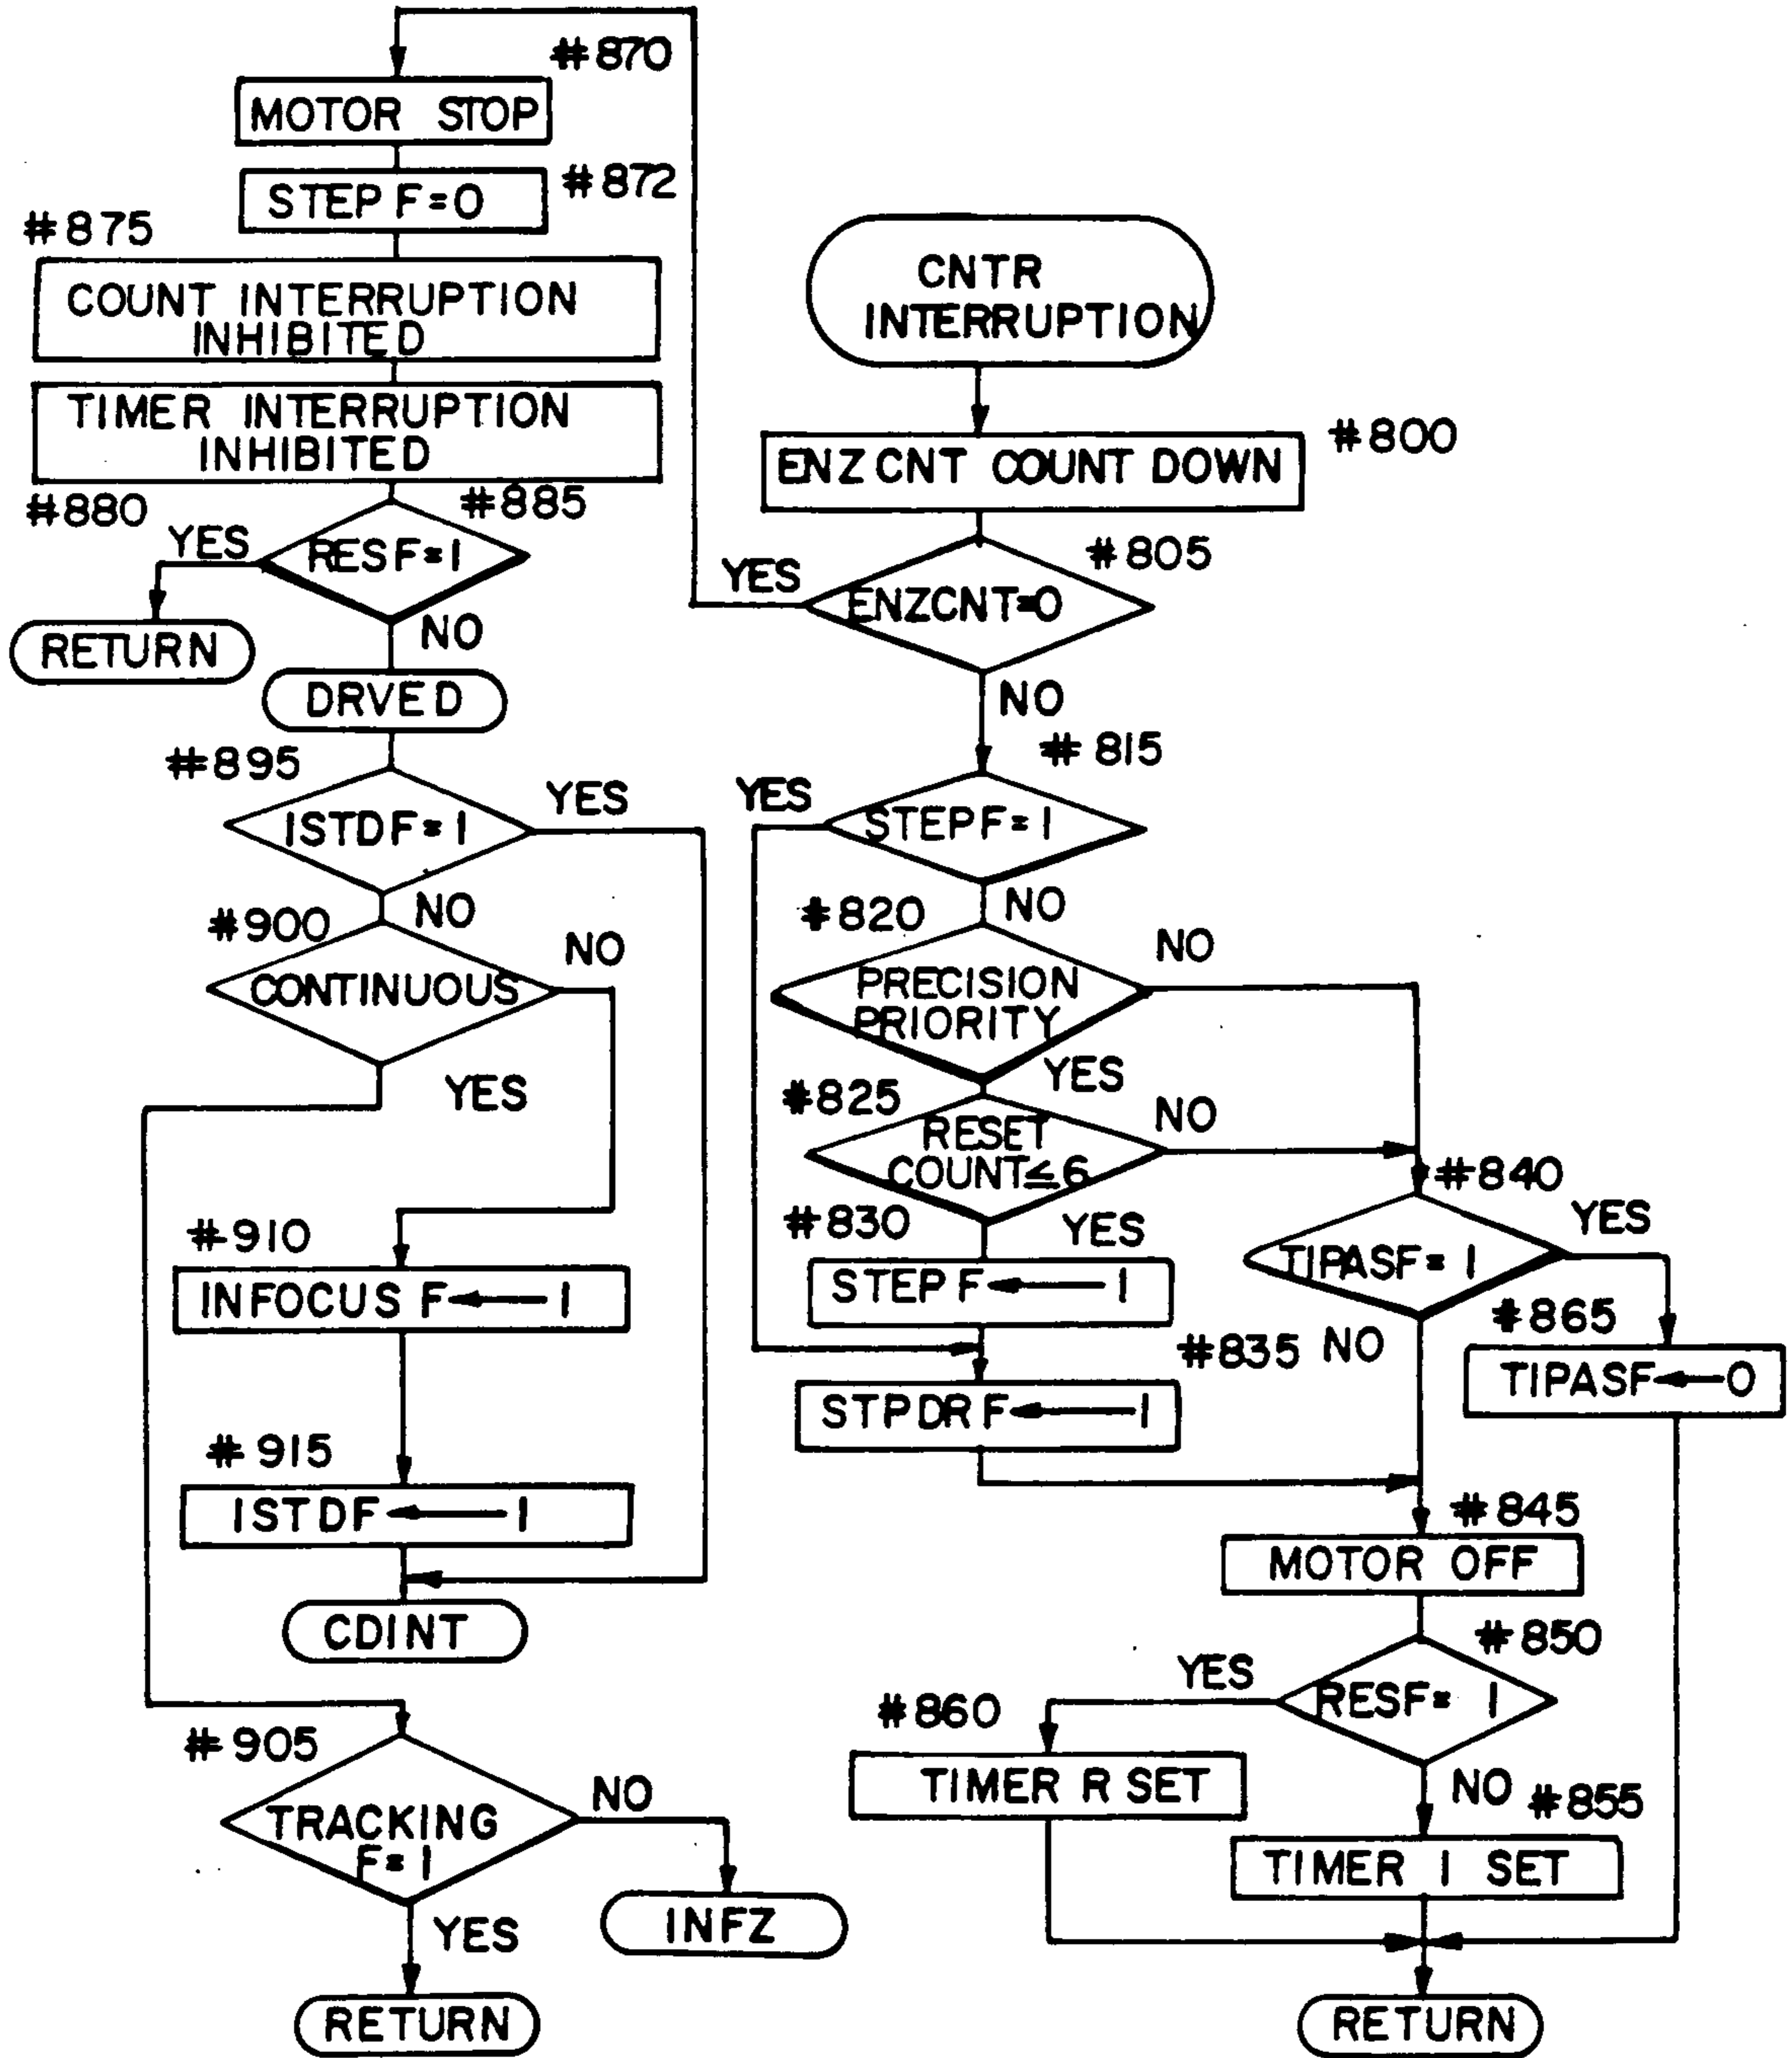 #870
MOTOR STOP
STEP F=0
#872
#875
COUNT INTERRUPTION
INHIBITED
TIMER INTERRUPTION
INHIBITED
#880
#885
YES
RESF=1
RETURN
NO
DRVED
#895
ISTDF=1
YES
NO
#900
CONTINUOUS
NO
YES
#910
INFOCUS F←1
#915
ISTDF←1
CDINT
#905
TRACKING
F=1
NO
INFZ
YES
RETURN
CNTR
INTERRUPTION
#800
ENZCNT COUNT DOWN
#805
YES
ENZCNT=0
NO
#815
YES
STEPF=1
NO
#820
PRECISION
PRIORITY
NO
YES
#825
RESET
COUNT≦6
NO
#830
YES
STEPF←1
#835
STPDRF←1
#840
TIPASF=1
YES
NO
#865
TIPASF←0
#845
MOTOR OFF
#850
YES
RESF=1
#860
TIMER R SET
NO
#855
TIMER I SET
RETURN